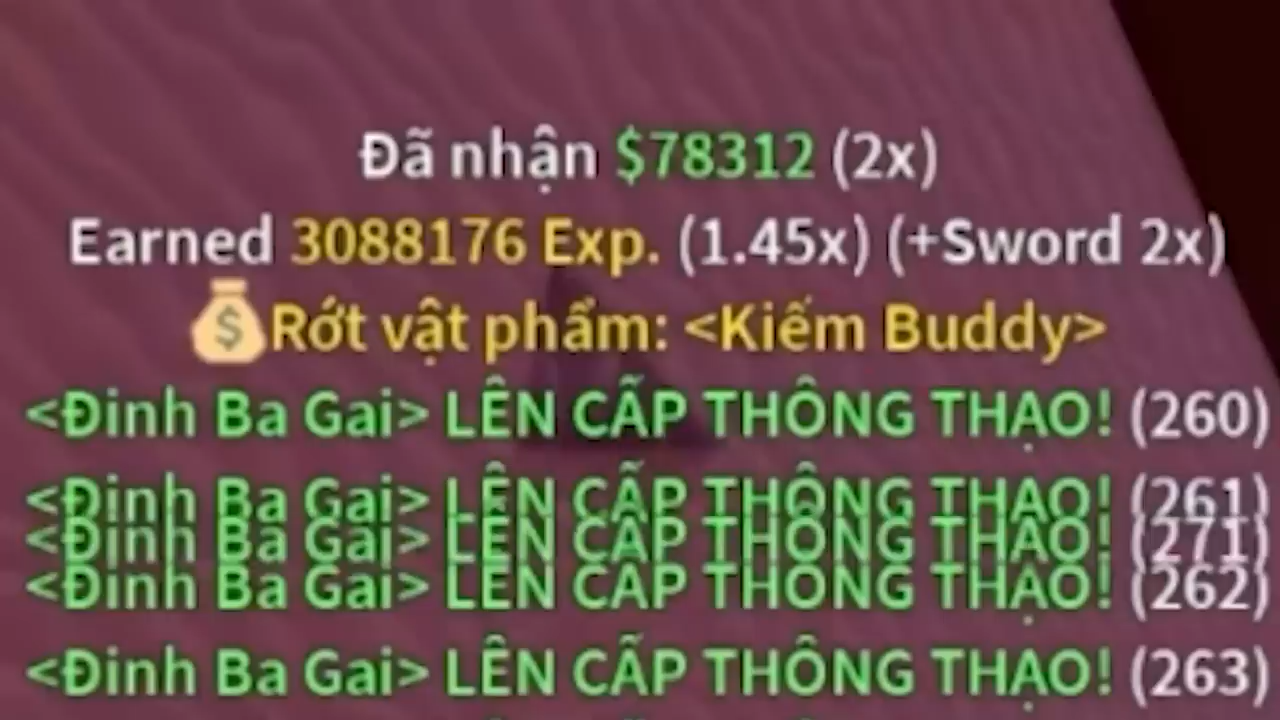 Đã nhận $78312 (2x)
Earned 3088176 Exp. (1.45x) (+Sword 2x)
Rớt vật phẩm: <Kiếm Buddy>
<Đinh Ba Gai> LÊN CẤP THÔNG THẠO! (260)
<Đinh Ba Gai> LÊN CẤP THÔNG THẠO! (261)
<Đinh Ba Gai> LÊN CẤP THÔNG THẠO! (271)
<Đinh Ba Gai> LÊN CẤP THÔNG THẠO! (262)
<Đinh Ba Gai> LÊN CẤP THÔNG THẠO! (263)